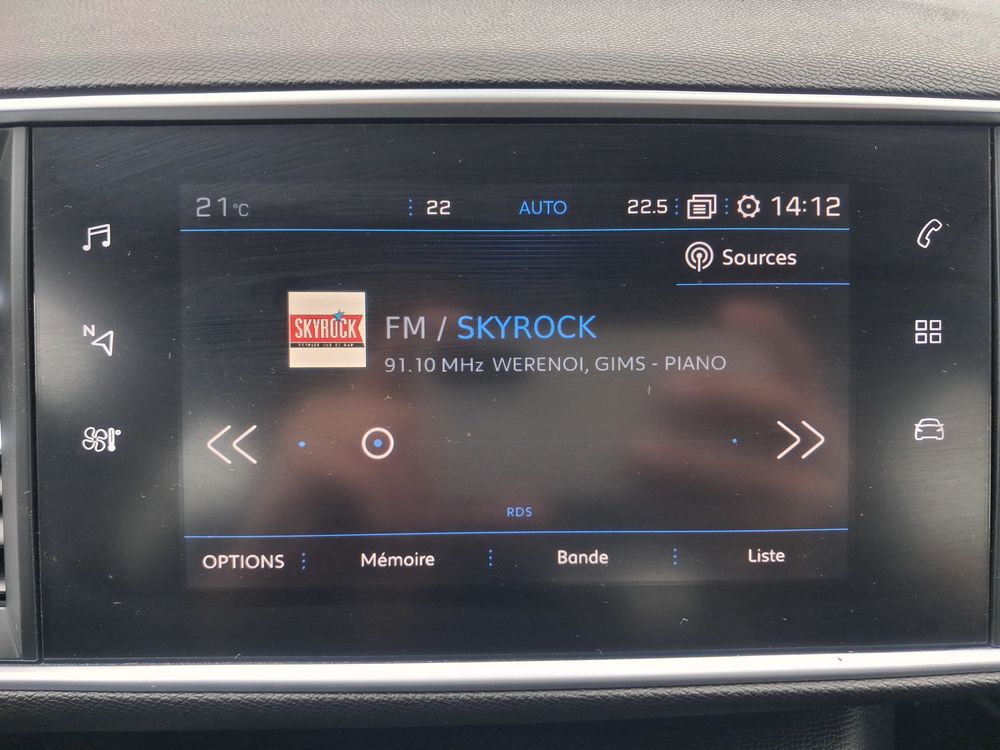 21°C 22 AUTO 22.5 14:12
Sources
SKYROCK
FM / SKYROCK
91.10 MHz WERENOI, GIMS - PIANO
N
RDS
OPTIONS Mémoire Bande Liste